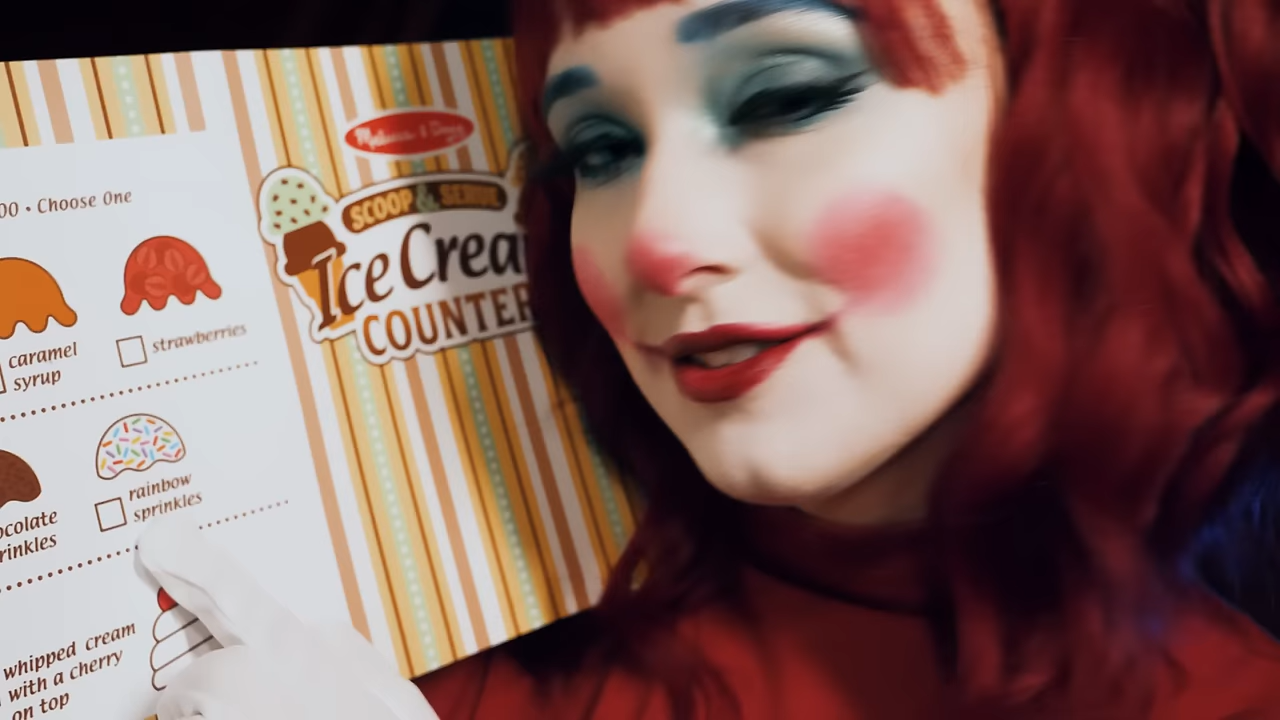 00 • Choose One
caramel
syrup
strawberries
rainbow
sprinkles
ocolate
rinkles
whipped cream
with a cherry
on top
Melissa & Doug
SCOOP & SERVE
Ice Crea
COUNTER